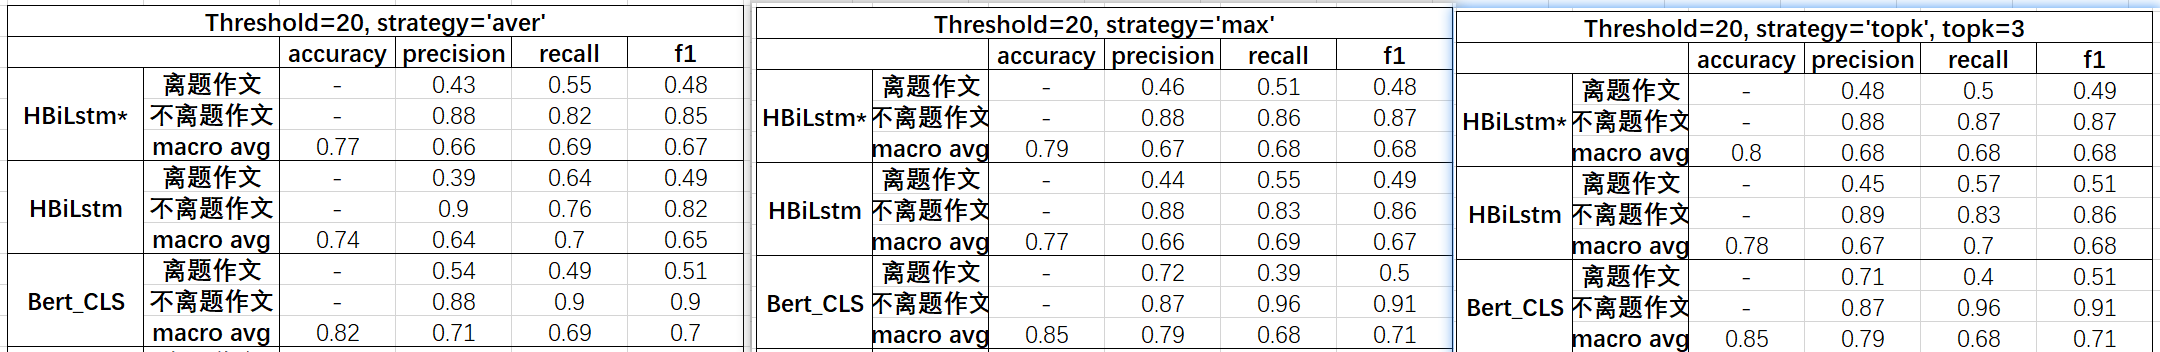 Threshold=20, strategy='aver'
accuracy precision recall f1
HBiLstm* 离题作文 - 0.43 0.55 0.48
不离题作文 - 0.88 0.82 0.85
macro avg 0.77 0.66 0.69 0.67
HBiLstm 离题作文 - 0.39 0.64 0.49
不离题作文 - 0.9 0.76 0.82
macro avg 0.74 0.64 0.7 0.65
Bert_CLS 离题作文 - 0.54 0.49 0.51
不离题作文 - 0.88 0.9 0.9
macro avg 0.82 0.71 0.69 0.7
Threshold=20, strategy='max'
accuracy precision recall f1
HBiLstm* 离题作文 - 0.46 0.51 0.48
不离题作文 - 0.88 0.86 0.87
macro avg 0.79 0.67 0.68 0.68
HBiLstm 离题作文 - 0.44 0.55 0.49
不离题作文 - 0.88 0.83 0.86
macro avg 0.77 0.66 0.69 0.67
Bert_CLS 离题作文 - 0.72 0.39 0.5
不离题作文 - 0.87 0.96 0.91
macro avg 0.85 0.79 0.68 0.71
Threshold=20, strategy='topk', topk=3
accuracy precision recall f1
HBiLstm* 离题作文 - 0.48 0.5 0.49
不离题作文 - 0.88 0.87 0.87
macro avg 0.8 0.68 0.68 0.68
HBiLstm 离题作文 - 0.45 0.57 0.51
不离题作文 - 0.89 0.83 0.86
macro avg 0.78 0.67 0.7 0.68
Bert_CLS 离题作文 - 0.71 0.4 0.51
不离题作文 - 0.87 0.96 0.91
macro avg 0.85 0.79 0.68 0.71